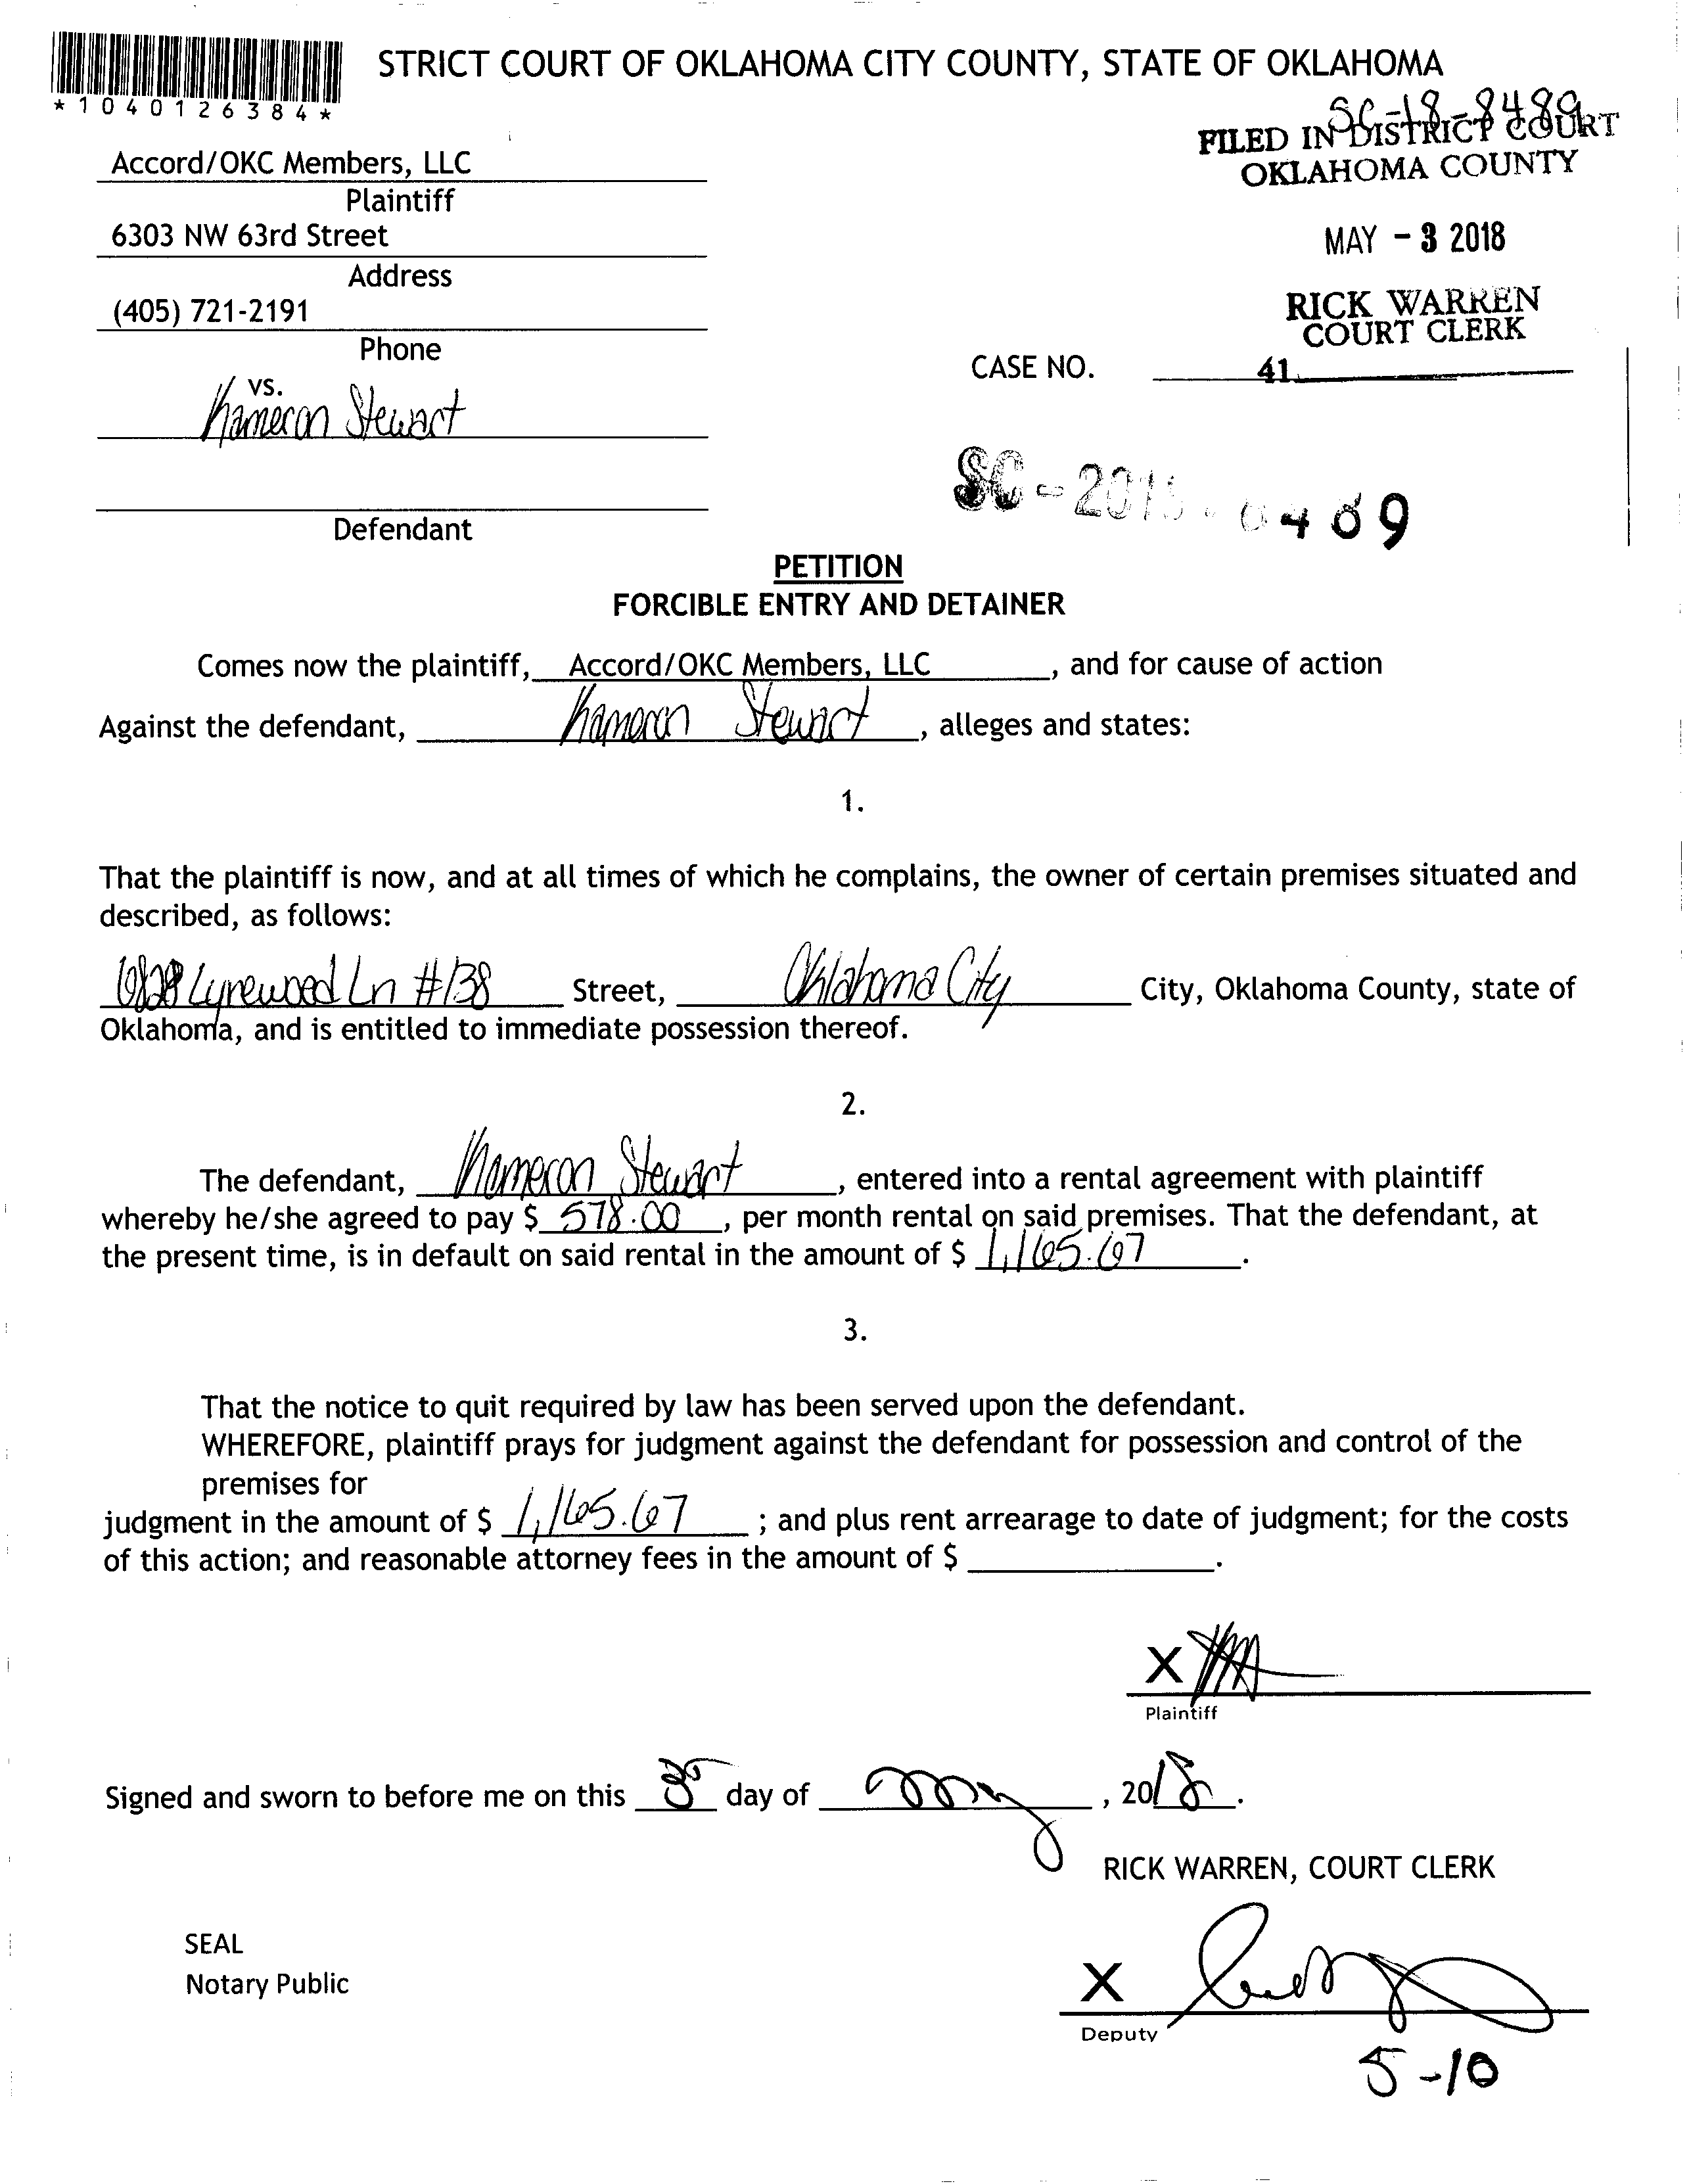 STRICT COURT OF OKLAHOMA CITY COUNTY, STATE OF OKLAHOMA
*1040126384*
SC-18-8489
FILED IN DISTRICT COURT
OKLAHOMA COUNTY
Accord/OKC Members, LLC
Plaintiff
6303 NW 63rd Street
MAY - 3 2018
Address
(405) 721-2191
RICK WARREN
COURT CLERK
Phone
CASE NO. 41
vs.
Kameron Stewart
SC - 201
Defendant
PETITION
FORCIBLE ENTRY AND DETAINER
Comes now the plaintiff, Accord/OKC Members, LLC, and for cause of action
Against the defendant, Kameron Stewart, alleges and states:
1.
That the plaintiff is now, and at all times of which he complains, the owner of certain premises situated and
described, as follows:
Lyrewood Ln #138 Street, Oklahoma City City, Oklahoma County, state of
Oklahoma, and is entitled to immediate possession thereof.
2.
The defendant, Kameron Stewart, entered into a rental agreement with plaintiff
whereby he/she agreed to pay $ 578.00, per month rental on said premises. That the defendant, at
the present time, is in default on said rental in the amount of $ 1,165.67.
3.
That the notice to quit required by law has been served upon the defendant.
WHEREFORE, plaintiff prays for judgment against the defendant for possession and control of the
premises for
judgment in the amount of $ 1,165.67; and plus rent arrearage to date of judgment; for the costs
of this action; and reasonable attorney fees in the amount of $ .
X
Plaintiff
Signed and sworn to before me on this 3 day of May, 2018.
RICK WARREN, COURT CLERK
SEAL
Notary Public
X
Deputy
5-10